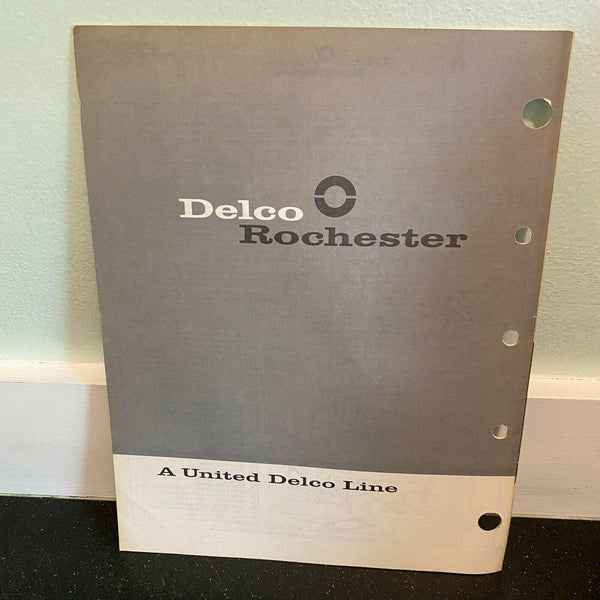 Delco
Rochester
A United Delco Line